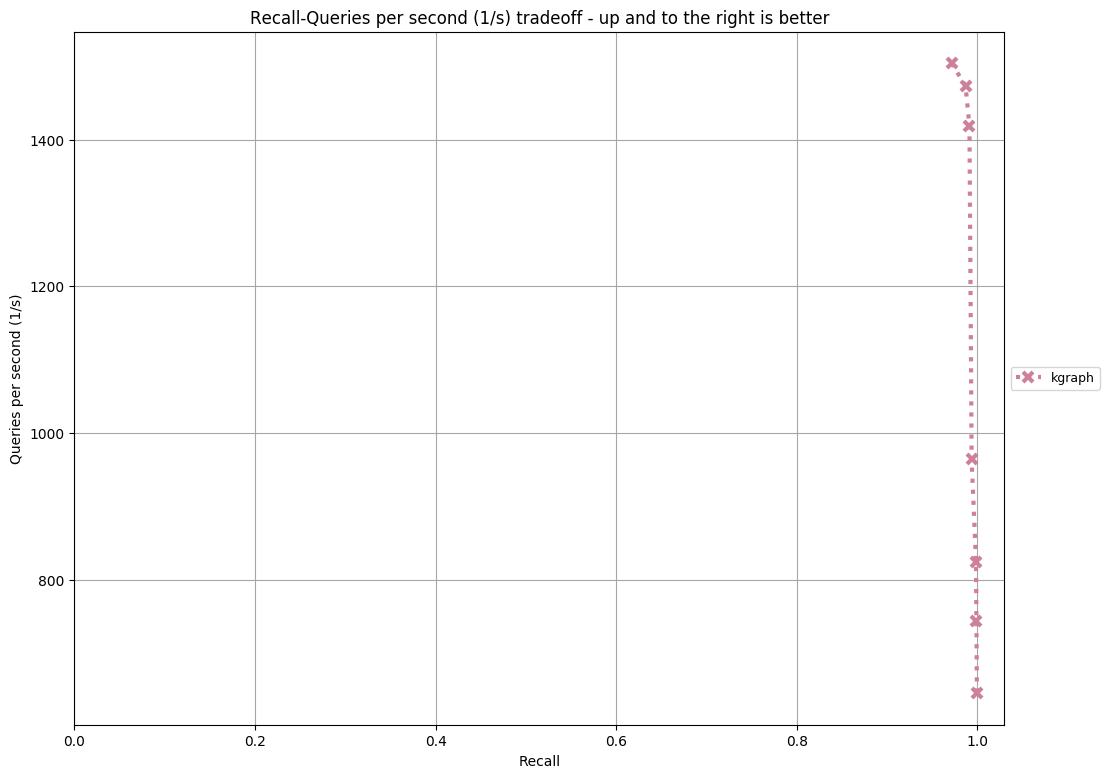 Recall-Queries per second (1/s) tradeoff - up and to the right is better
Queries per second (1/s)
1400
1200
1000
800
0.0 0.2 0.4 0.6 0.8 1.0
Recall
kgraph